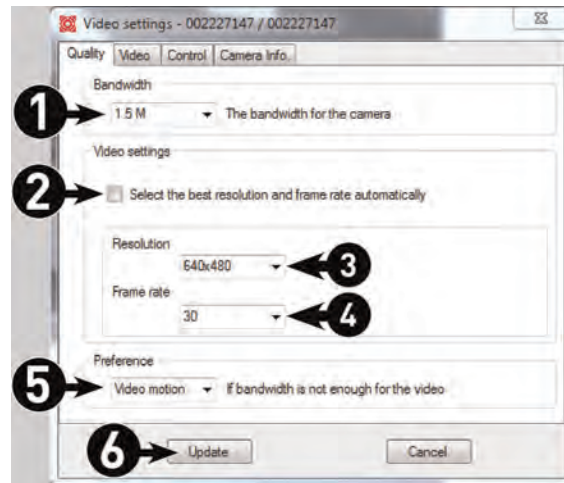 Video settings - 002227147 / 002227147
Quality Video Control Camera Info.
Bandwidth
1 1.5 M The bandwidth for the camera
Video settings
2 Select the best resolution and frame rate automatically
Resolution
640x480 3
Frame rate
30 4
Preference
5 Video motion If bandwidth is not enough for the video
6 Update Cancel